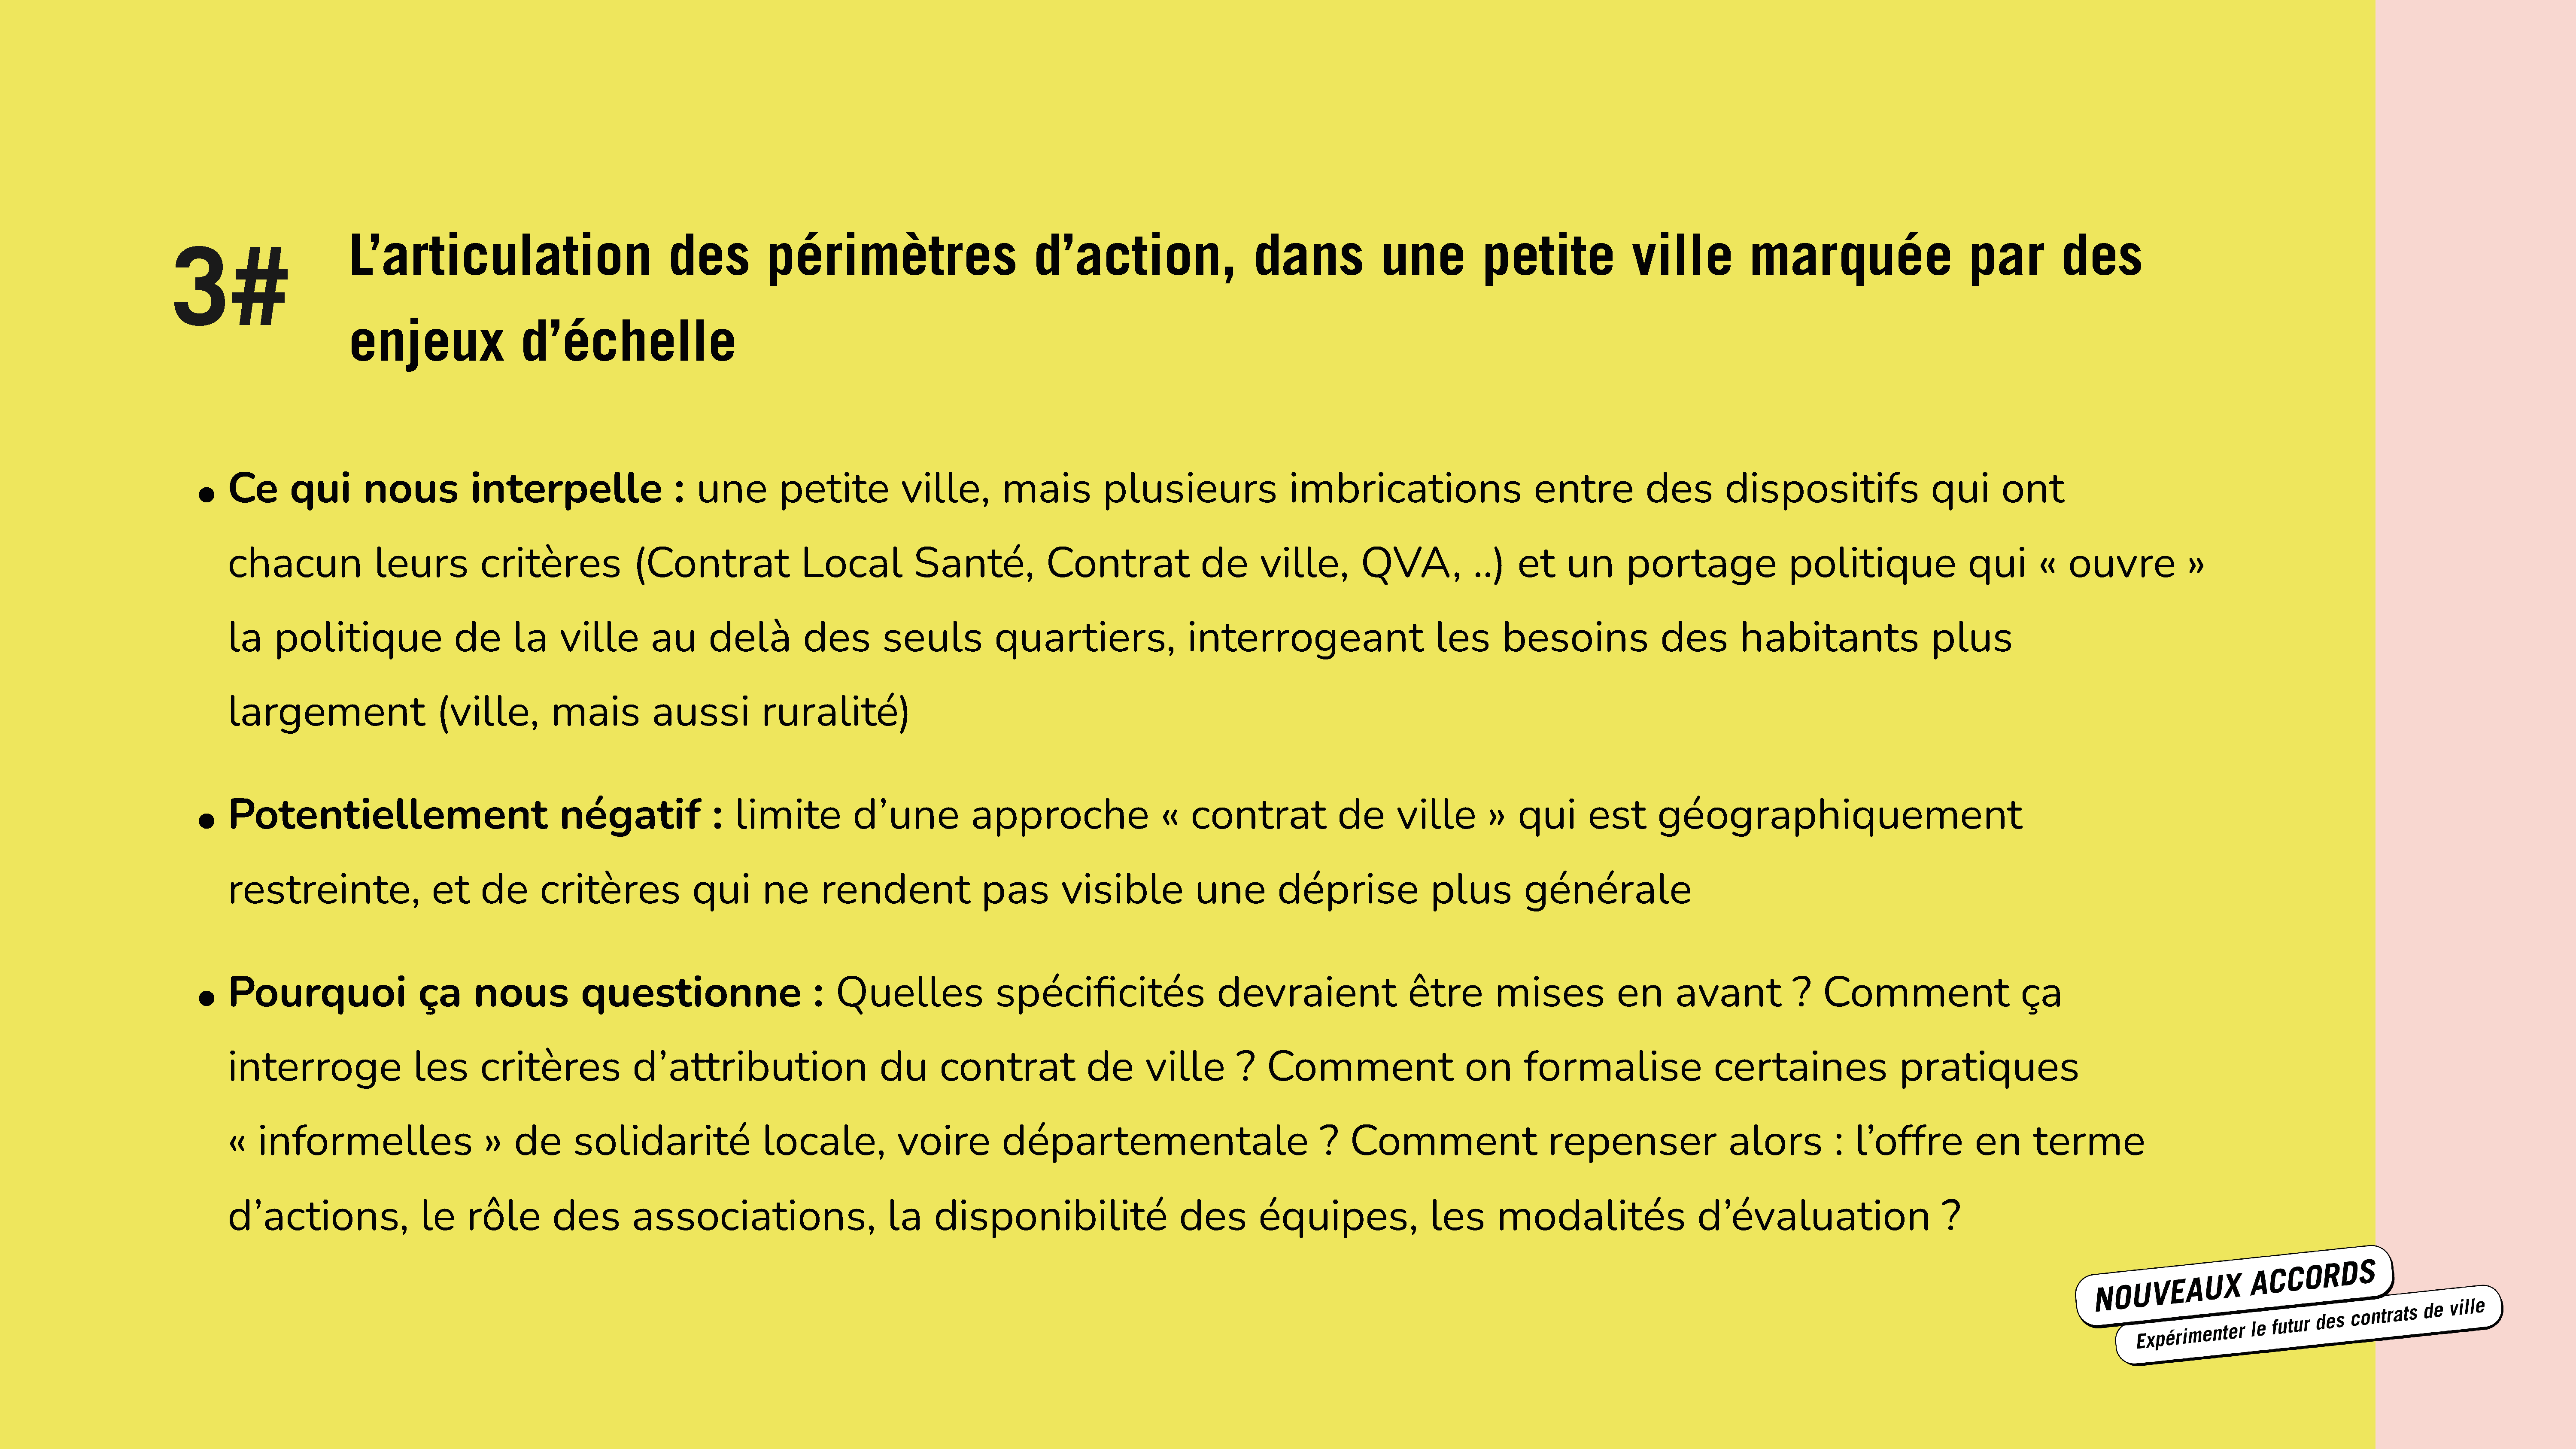 3#
L’articulation des périmètres d’action, dans une petite ville marquée par des
enjeux d’échelle
• Ce qui nous interpelle : une petite ville, mais plusieurs imbrications entre des dispositifs qui ont
chacun leurs critères (Contrat Local Santé, Contrat de ville, QVA, ..) et un portage politique qui « ouvre »
la politique de la ville au delà des seuls quartiers, interrogeant les besoins des habitants plus
largement (ville, mais aussi ruralité)
• Potentiellement négatif : limite d’une approche « contrat de ville » qui est géographiquement
restreinte, et de critères qui ne rendent pas visible une déprise plus générale
• Pourquoi ça nous questionne : Quelles spécificités devraient être mises en avant ? Comment ça
interroge les critères d’attribution du contrat de ville ? Comment on formalise certaines pratiques
« informelles » de solidarité locale, voire départementale ? Comment repenser alors : l’offre en terme
d’actions, le rôle des associations, la disponibilité des équipes, les modalités d’évaluation ?
NOUVEAUX ACCORDS
Expérimenter le futur des contrats de ville